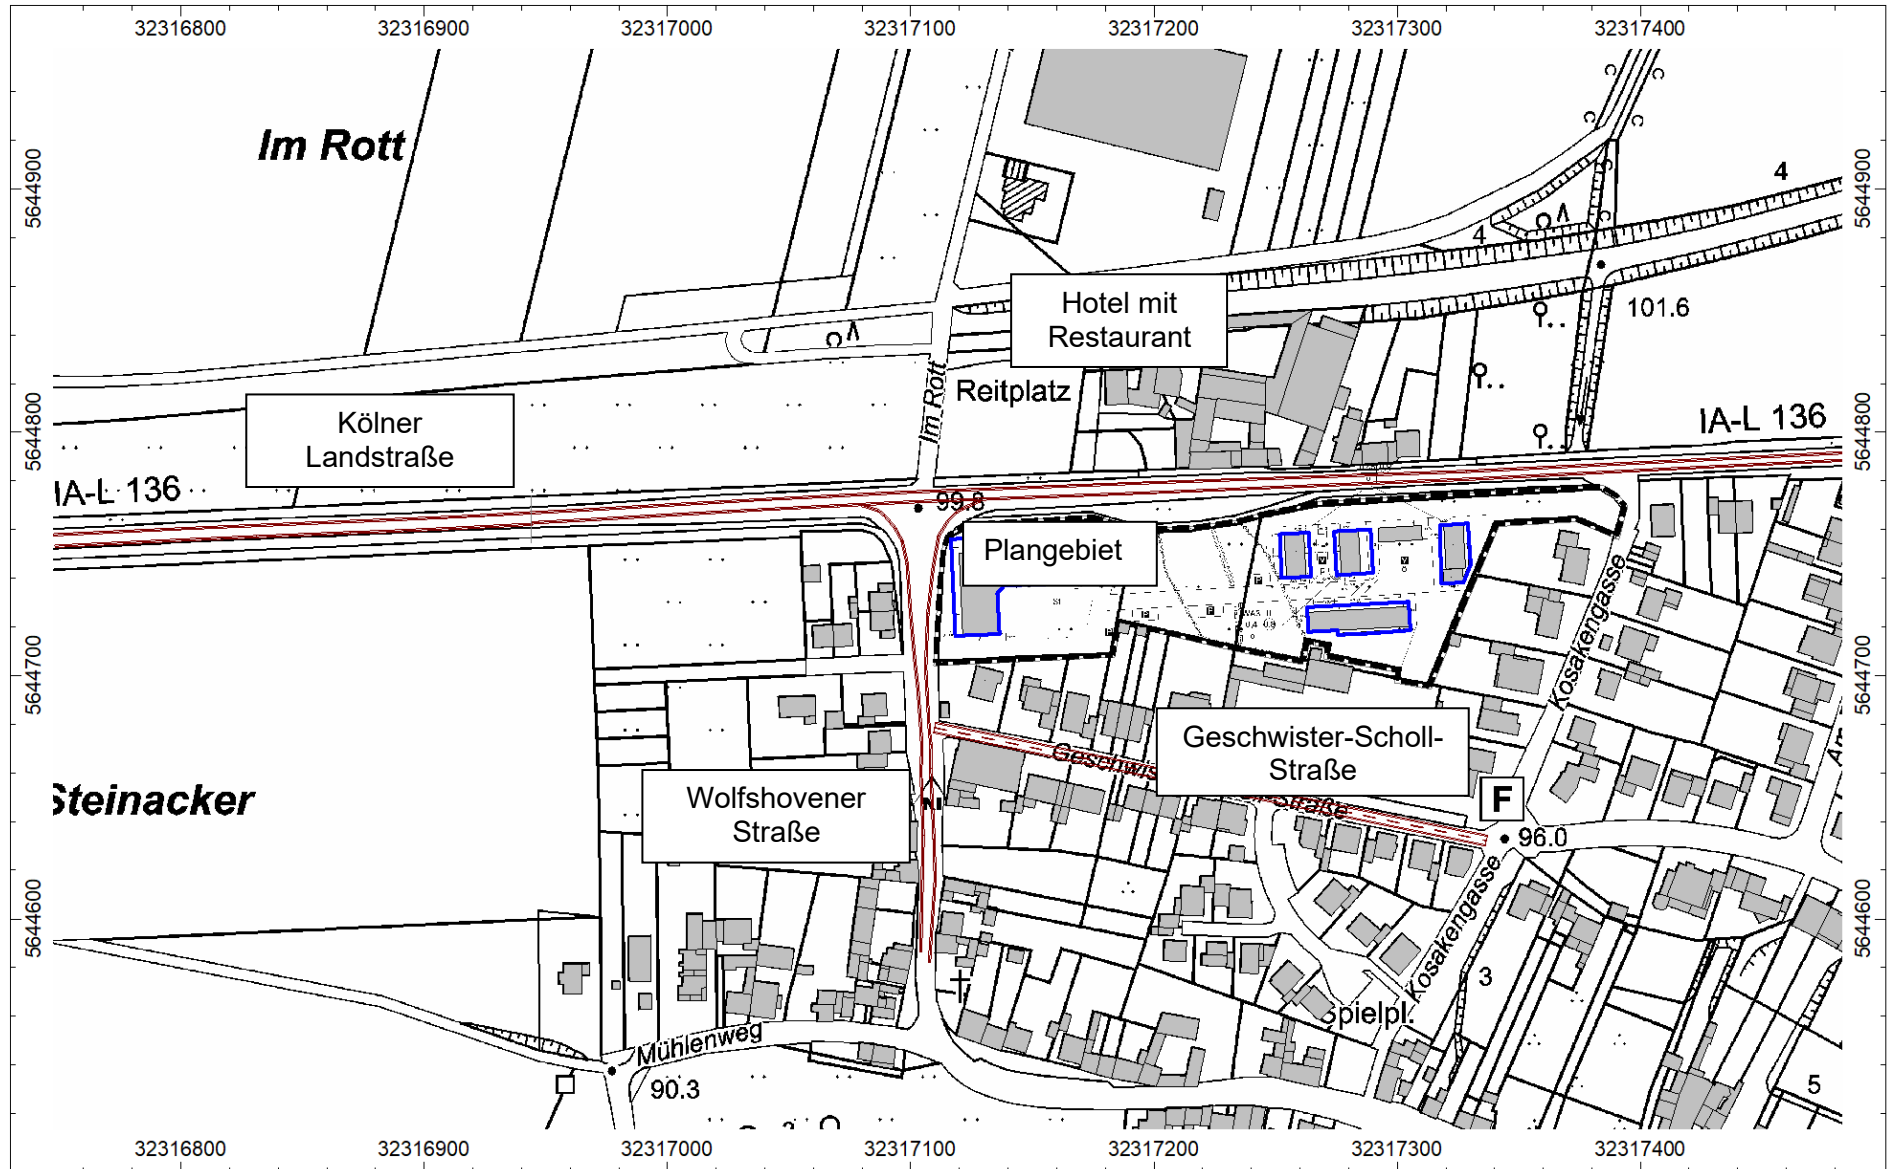 32316800 32316900 32317000 32317100 32317200 32317300 32317400
Im Rott
5644900
5644900
4
4
Hotel mit
Restaurant
101.6
Im Rott
Reitplatz
5644800
5644800
Kölner
Landstraße
IA-L 136
IA-L 136
99.8
Plangebiet
Kosakengasse
5644700
5644700
Geschwister-Scholl-
Straße
Geschwis
Straße
Steinacker
Wolfshovener
Straße
F
96.0
Am
5644600
5644600
Kosakengasse
3
Spielpl.
Mühlenweg
90.3
5
32316800 32316900 32317000 32317100 32317200 32317300 32317400